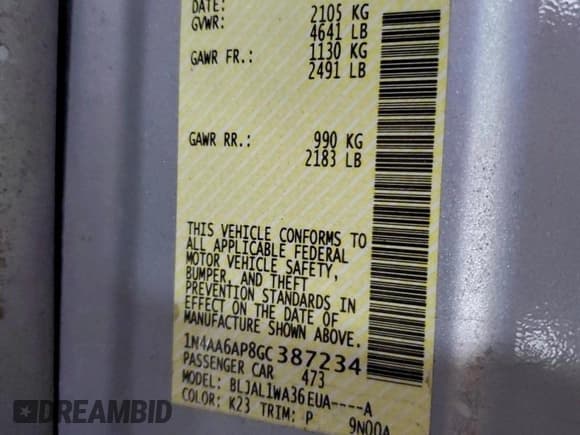 DATE: 2105 KG
GVWR: 4641 LB
GAWR FR.: 1130 KG
2491 LB
GAWR RR.: 990 KG
2183 LB
THIS VEHICLE CONFORMS TO
ALL APPLICABLE FEDERAL
MOTOR VEHICLE SAFETY,
BUMPER, AND THEFT
PREVENTION STANDARDS IN
EFFECT ON THE DATE OF
MANUFACTURE SHOWN ABOVE.
1N4AA6AP8GC387234
PASSENGER CAR 473
MODEL: BLJALIWA36EUA----A
COLOR: K23 TRIM: P 9N00A
DREAMBID